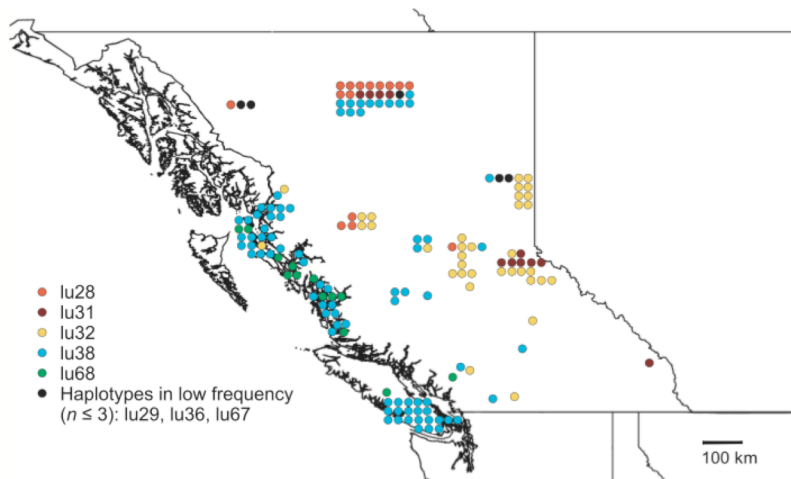 lu28
lu31
lu32
lu38
lu68
Haplotypes in low frequency
(n ≤ 3): lu29, lu36, lu67
100 km